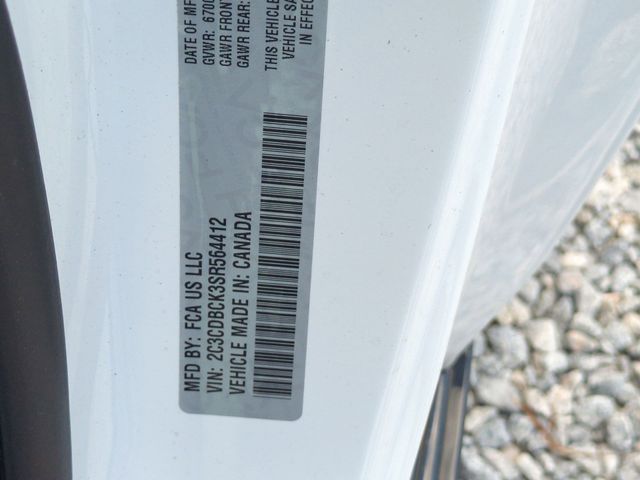 MFD BY: FCA US LLC
DATE OF MF
VIN: 2C3CDBCK3SR564412
GVWR: 670
GAWR FRONT
VEHICLE MADE IN: CANADA
GAWR REAR:
THIS VEHICLE
VEHICLE SA
IN EFFEC